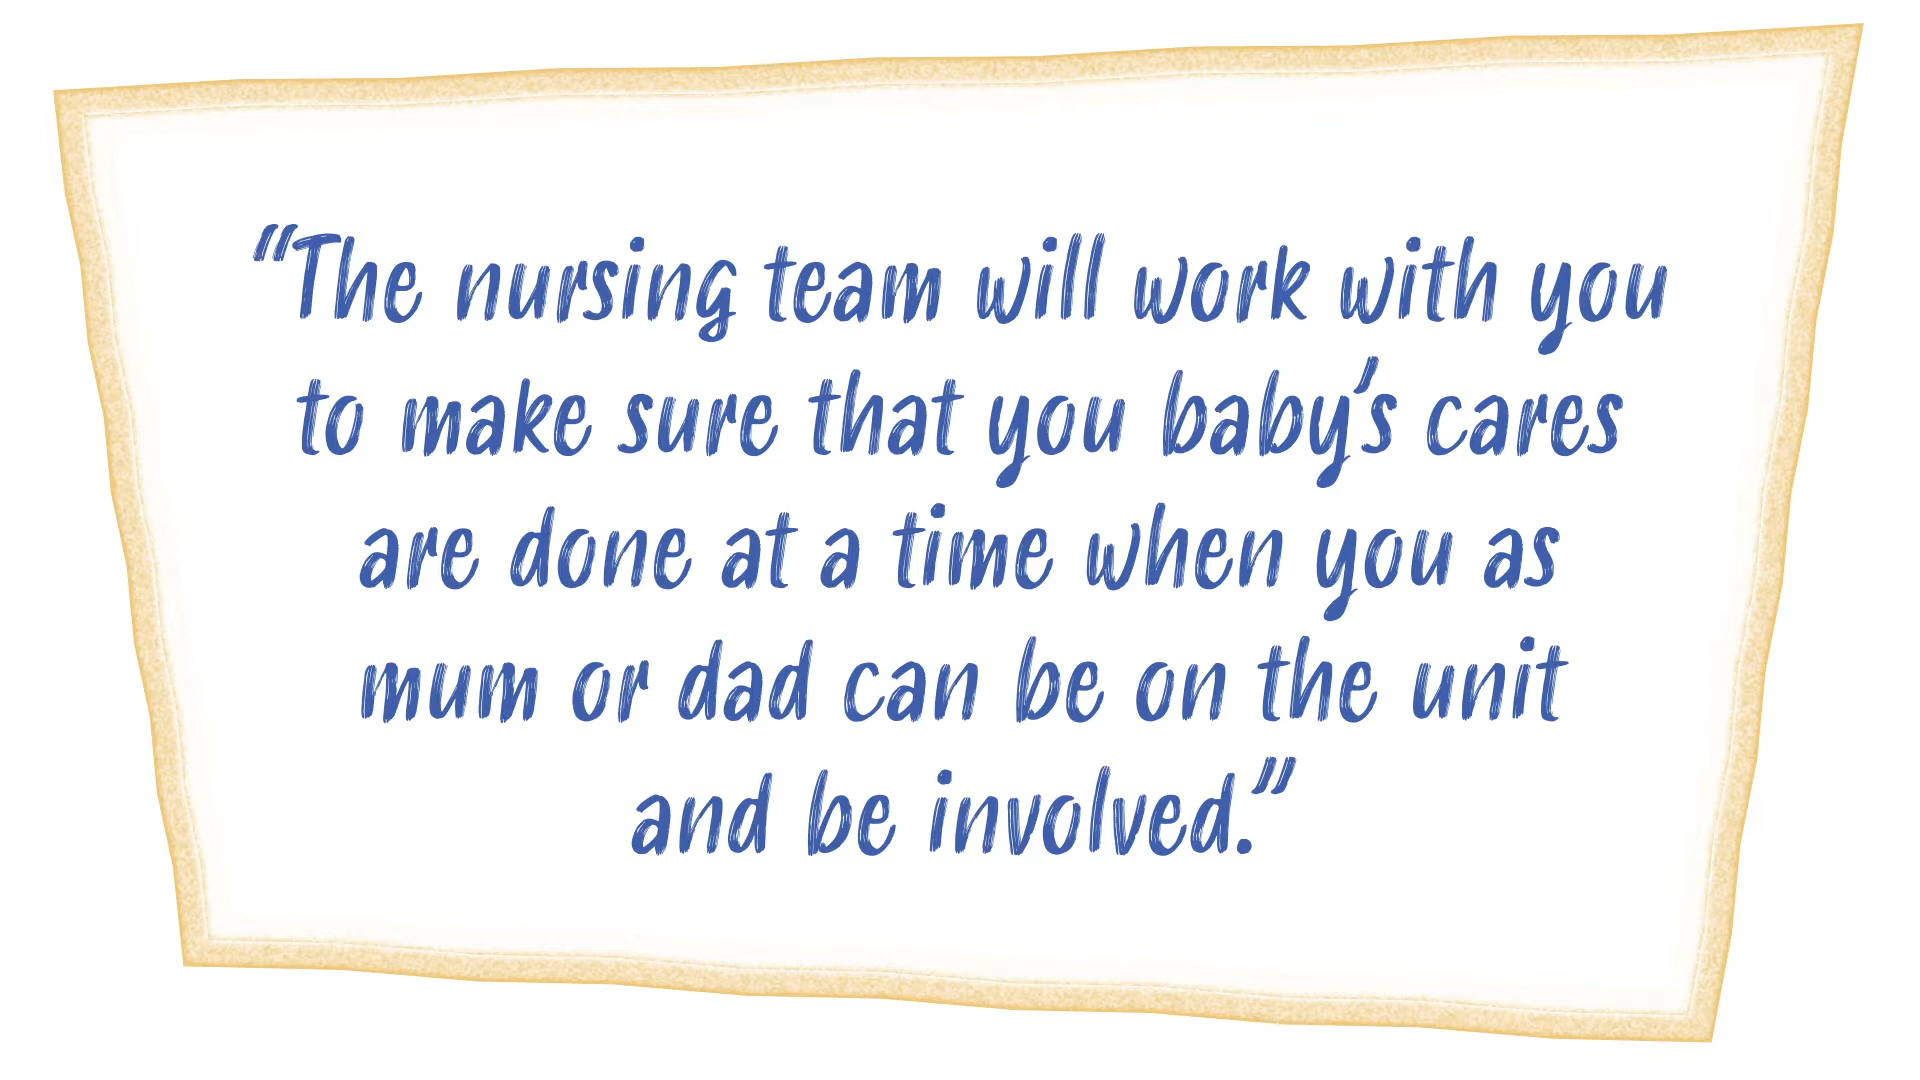 “The nursing team will work with you
to make sure that you baby’s cares
are done at a time when you as
mum or dad can be on the unit
and be involved.”